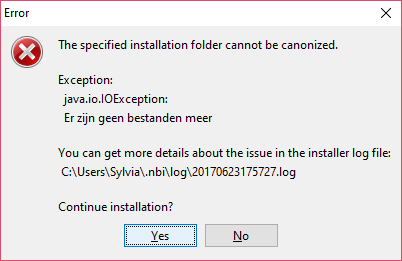 Error
The specified installation folder cannot be canonized.
Exception:
java.io.IOException:
Er zijn geen bestanden meer
You can get more details about the issue in the installer log file:
C:\Users\Sylvia\.nbi\log\20170623175727.log
Continue installation?
Yes No